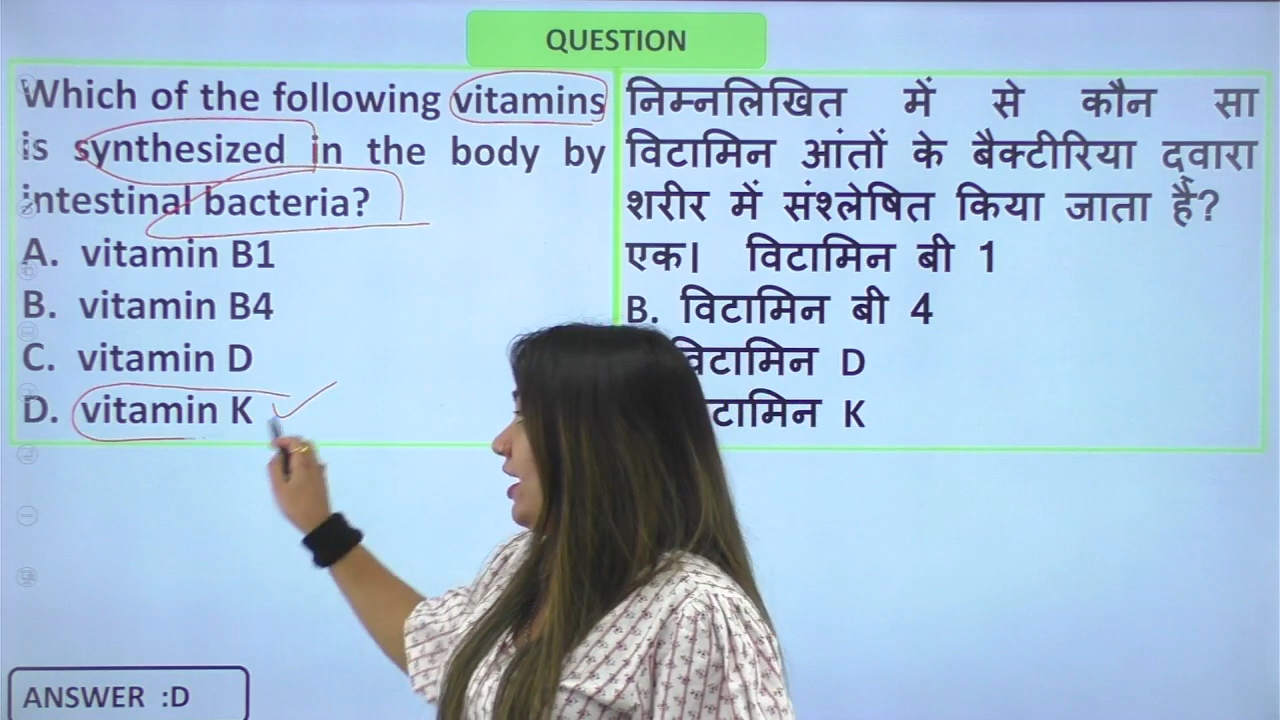 QUESTION
Which of the following vitamins
is synthesized in the body by
intestinal bacteria?
A. vitamin B1
B. vitamin B4
C. vitamin D
D. vitamin K
निम्नलिखित में से कौन सा
विटामिन आंतों के बैक्टीरिया द्वारा
शरीर में संश्लेषित किया जाता है?
एक। विटामिन बी 1
B. विटामिन बी 4
विटामिन D
टामिन K
ANSWER :D